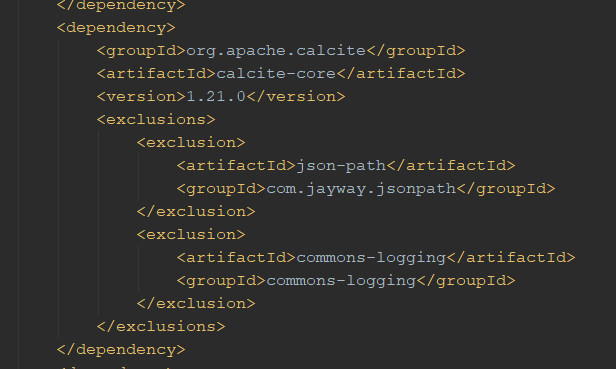 </dependency>
<dependency>
<groupId>org.apache.calcite</groupId>
<artifactId>calcite-core</artifactId>
<version>1.21.0</version>
<exclusions>
<exclusion>
<artifactId>json-path</artifactId>
<groupId>com.jayway.jsonpath</groupId>
</exclusion>
<exclusion>
<artifactId>commons-logging</artifactId>
<groupId>commons-logging</groupId>
</exclusion>
</exclusions>
</dependency>